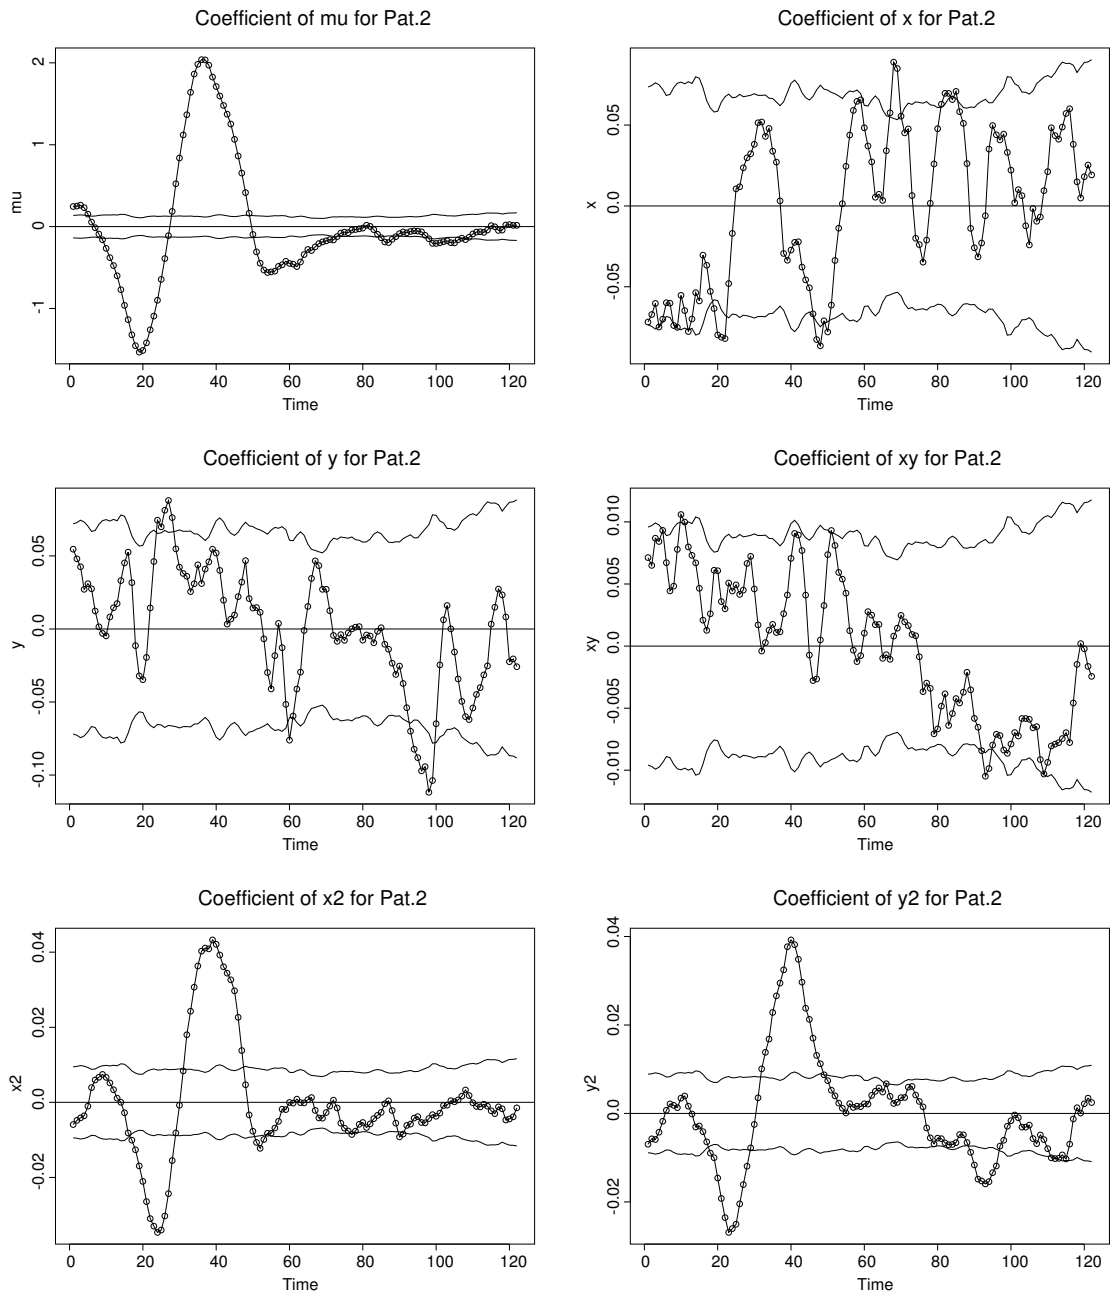 Coefficient of mu for Pat.2
mu
2
1
0
-1
0 20 40 60 80 100 120
Time
Coefficient of x for Pat.2
x
0.05
0.0
-0.05
0 20 40 60 80 100 120
Time
Coefficient of y for Pat.2
y
0.05
0.0
-0.05
-0.10
0 20 40 60 80 100 120
Time
Coefficient of xy for Pat.2
xy
0.010
0.005
0.0
-0.005
-0.010
0 20 40 60 80 100 120
Time
Coefficient of x2 for Pat.2
x2
0.04
0.02
0.0
-0.02
0 20 40 60 80 100 120
Time
Coefficient of y2 for Pat.2
y2
0.04
0.02
0.0
-0.02
0 20 40 60 80 100 120
Time